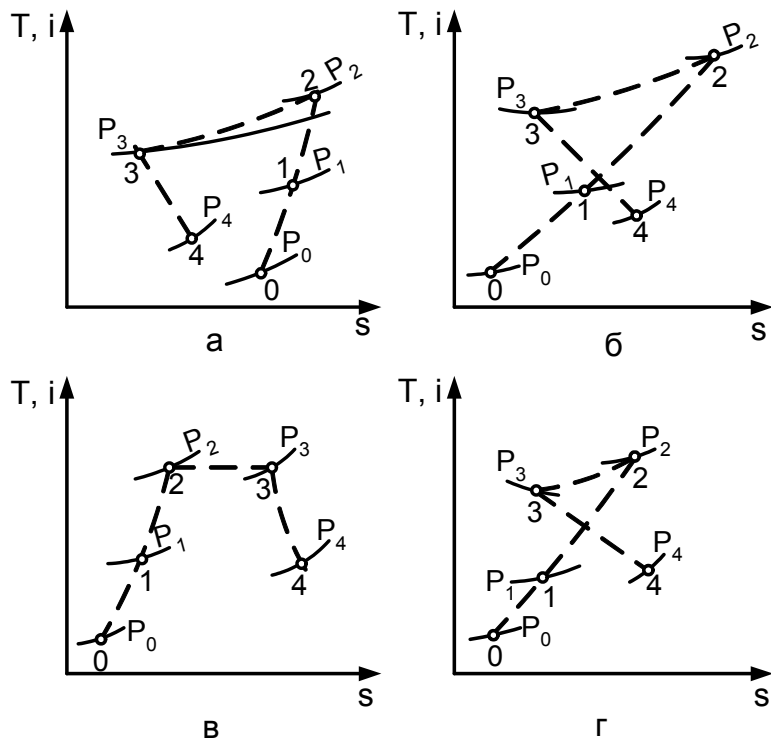 T, i
2
P₂
P₃
3
1
P₁
P₄
4
P₀
0
s
а
T, i
P₂
2
P₃
3
P₁
1
P₄
4
P₀
0
s
б
T, i
P₂
2
P₃
3
P₁
1
P₄
4
P₀
0
s
в
T, i
P₂
2
P₃
3
P₁
1
P₄
4
P₀
0
s
г